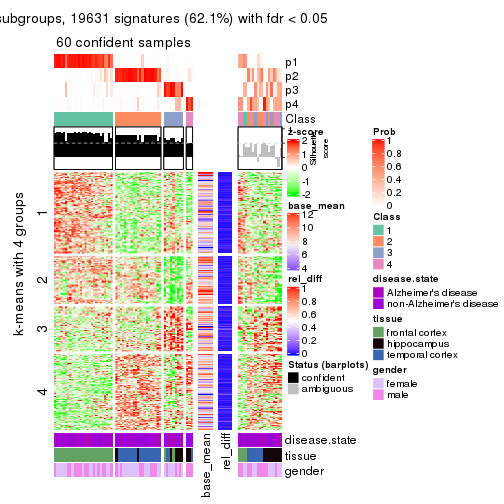 subgroups, 19631 signatures (62.1%) with fdr < 0.05
60 confident samples
p1
p2
p3
p4
Class
Silhouette score
1
2
3
4
k-means with 4 groups
base_mean
rel_diff
disease.state
tissue
gender
z-score
2
1
0
-1
-2
base_mean
12
10
8
6
4
rel_diff
1
0.8
0.6
0.4
0.2
0
Status (barplots)
confident
ambiguous
Prob
1
0.8
0.6
0.4
0.2
0
Class
1
2
3
4
disease.state
Alzheimer's disease
non-Alzheimer's disease
tissue
frontal cortex
hippocampus
temporal cortex
gender
female
male